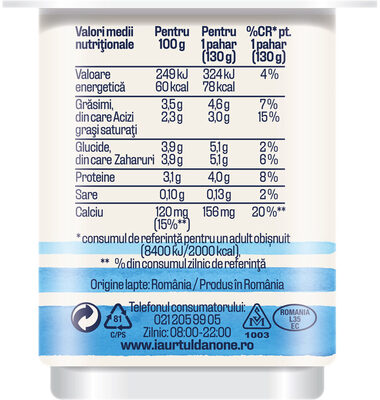 Valori medii nutriționale Pentru 100 g Pentru 1 pahar (130 g) %CR* pt. 1 pahar (130 g)
Valoare energetică 249 kJ 60 kcal 324 kJ 78 kcal 4 %
Grăsimi, 3,5 g 4,6 g 7 %
din care Acizi grași saturați 2,3 g 3,0 g 15 %
Glucide, 3,9 g 5,1 g 2 %
din care Zaharuri 3,9 g 5,1 g 6 %
Proteine 3,1 g 4,0 g 8 %
Sare 0,10 g 0,13 g 2 %
Calciu 120 mg (15%**) 156 mg 20 %**
* consumul de referință pentru un adult obișnuit
(8400 kJ/2000 kcal),
** % din consumul zilnic de referință
Origine lapte: România / Produs în România
Telefonul consumatorului:
021 205 99 05
Zilnic: 08:00-22:00
www.iaurtuldanone.ro
81
C/PS
1003
ROMANIA
L35
EC